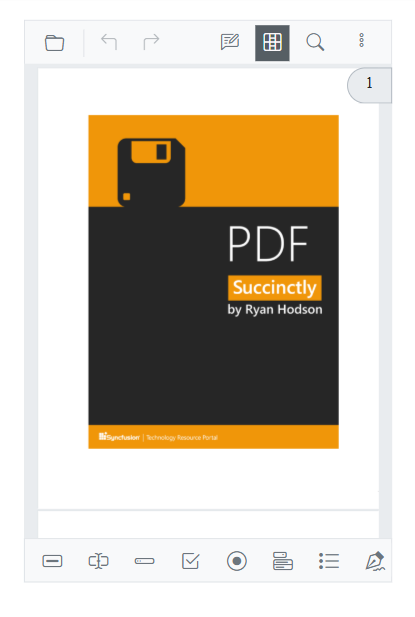 1
PDF
Succinctly
by Ryan Hodson
Syncfusion | Technology Resource Portal